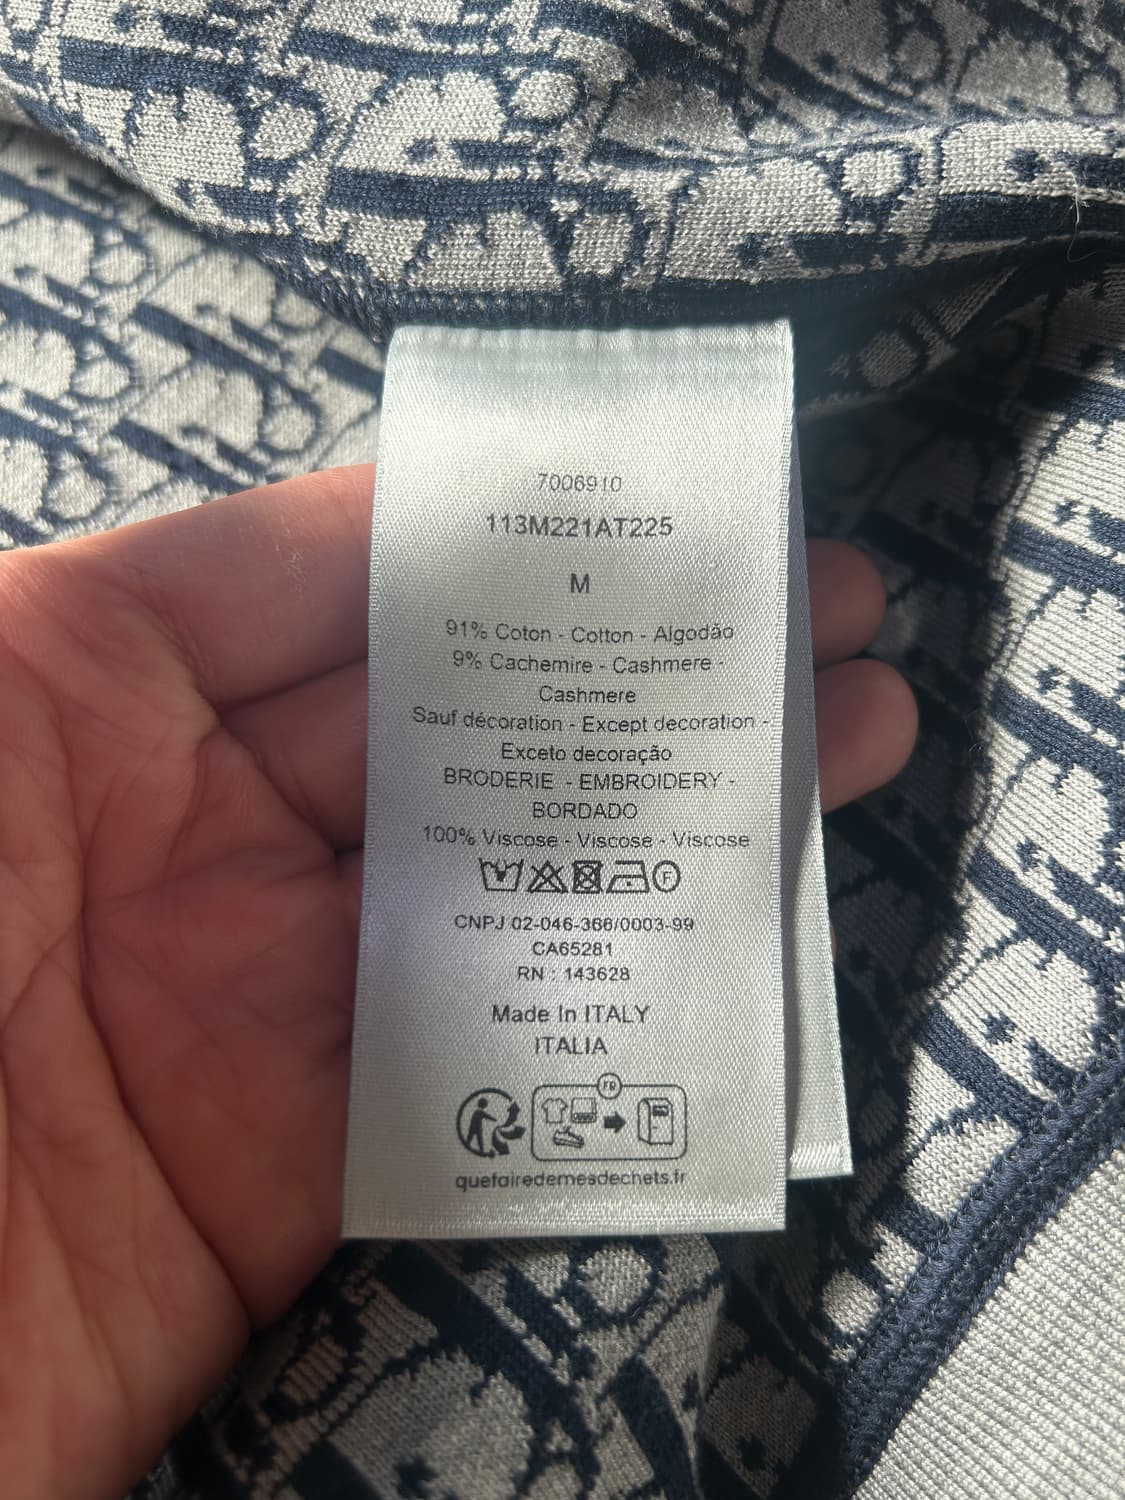 7006910
113M221AT225
M
91% Coton - Cotton - Algodão
9% Cachemire - Cashmere -
Cashmere
Sauf décoration - Except decoration -
Exceto decoração
BRODERIE - EMBROIDERY -
BORDADO
100% Viscose - Viscose - Viscose
F
CNPJ 02-046-366/0003-99
CA65281
RN : 143628
Made In ITALY
ITALIA
FR
quefairedemesdechets.fr